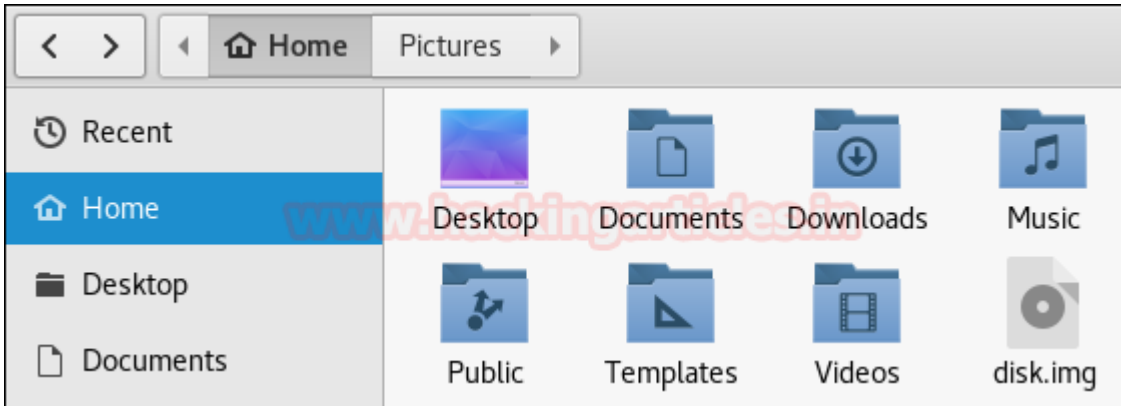 Home Pictures
Recent
Home
Desktop
Documents
www.hackingarticles.in
Desktop Documents Downloads Music
Public Templates Videos disk.img